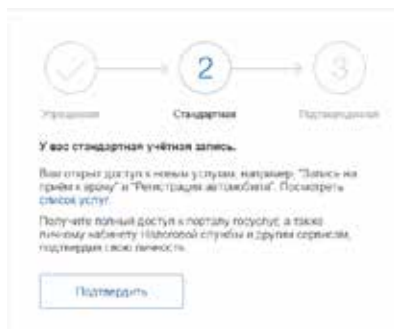 2
3
Упрощенная
Стандартная
Подтвержденная
У вас стандартная учётная запись.
Вам открыт доступ к новым услугам, например, "Запись на
приём к врачу" и "Регистрация автомобиля". Посмотреть
список услуг.
Получите полный доступ к порталу госуслуг, а также
личному кабинету Налоговой службы и другим сервисам,
подтвердив свою личность.
Подтвердить